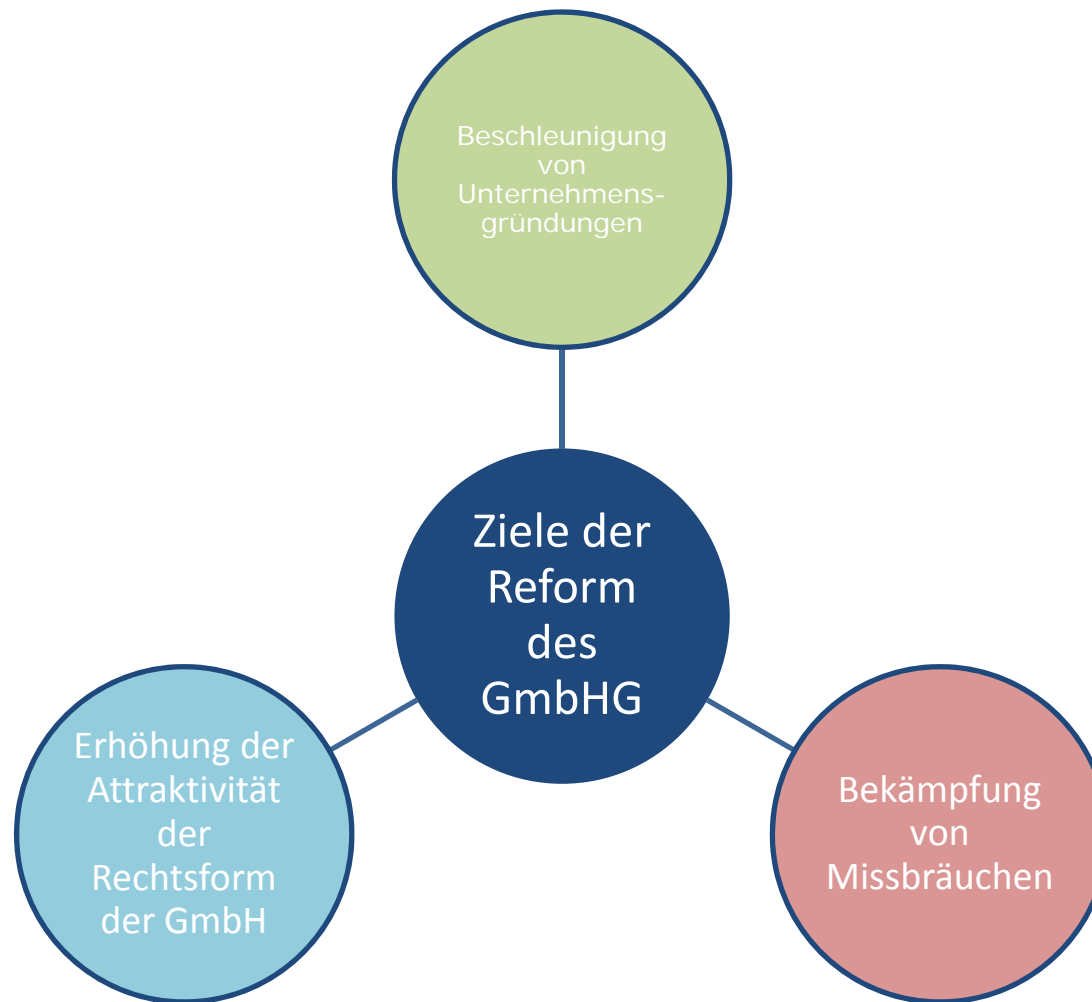 Beschleunigung
von
Unternehmens-
gründungen
Ziele der
Reform
des
GmbHG
Erhöhung der
Attraktivität
der
Rechtsform
der GmbH
Bekämpfung
von
Missbräuchen